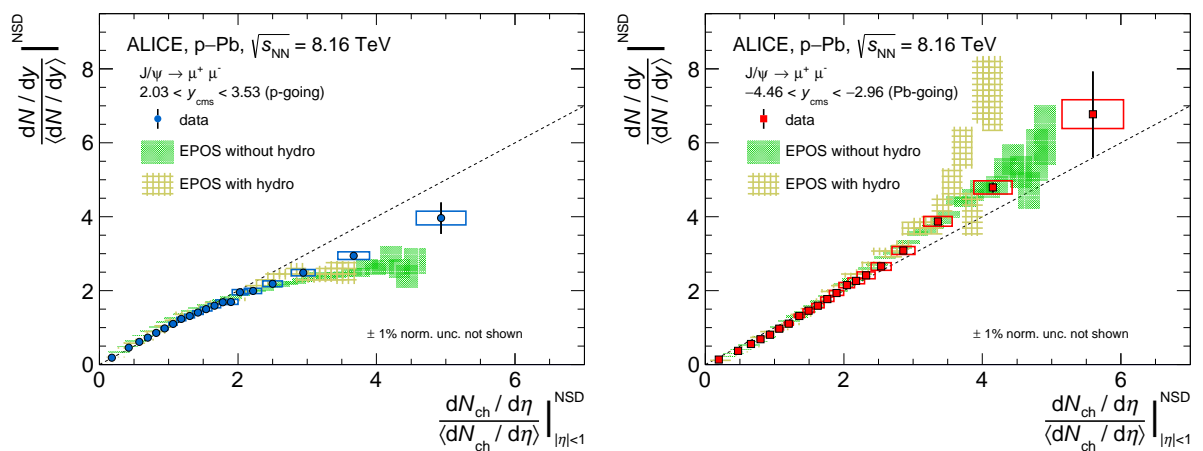 ALICE, p–Pb, √s_NN = 8.16 TeV
J/ψ → μ⁺ μ⁻
2.03 < y_cms < 3.53 (p-going)
data
EPOS without hydro
EPOS with hydro
± 1% norm. unc. not shown
dN / dy
⟨dN / dy⟩
NSD
8
6
4
2
0
0 2 4 6
dN_ch / dη
⟨dN_ch / dη⟩
NSD
|η|<1
ALICE, p–Pb, √s_NN = 8.16 TeV
J/ψ → μ⁺ μ⁻
−4.46 < y_cms < −2.96 (Pb-going)
data
EPOS without hydro
EPOS with hydro
± 1% norm. unc. not shown
dN / dy
⟨dN / dy⟩
NSD
8
6
4
2
0
0 2 4 6
dN_ch / dη
⟨dN_ch / dη⟩
NSD
|η|<1